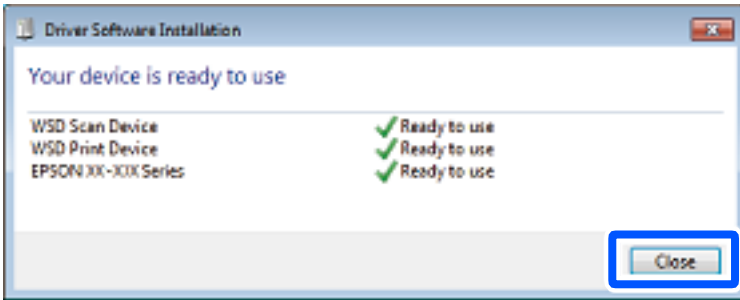 Driver Software Installation
Your device is ready to use
WSD Scan Device Ready to use
WSD Print Device Ready to use
EPSON XX-XXX Series Ready to use
Close